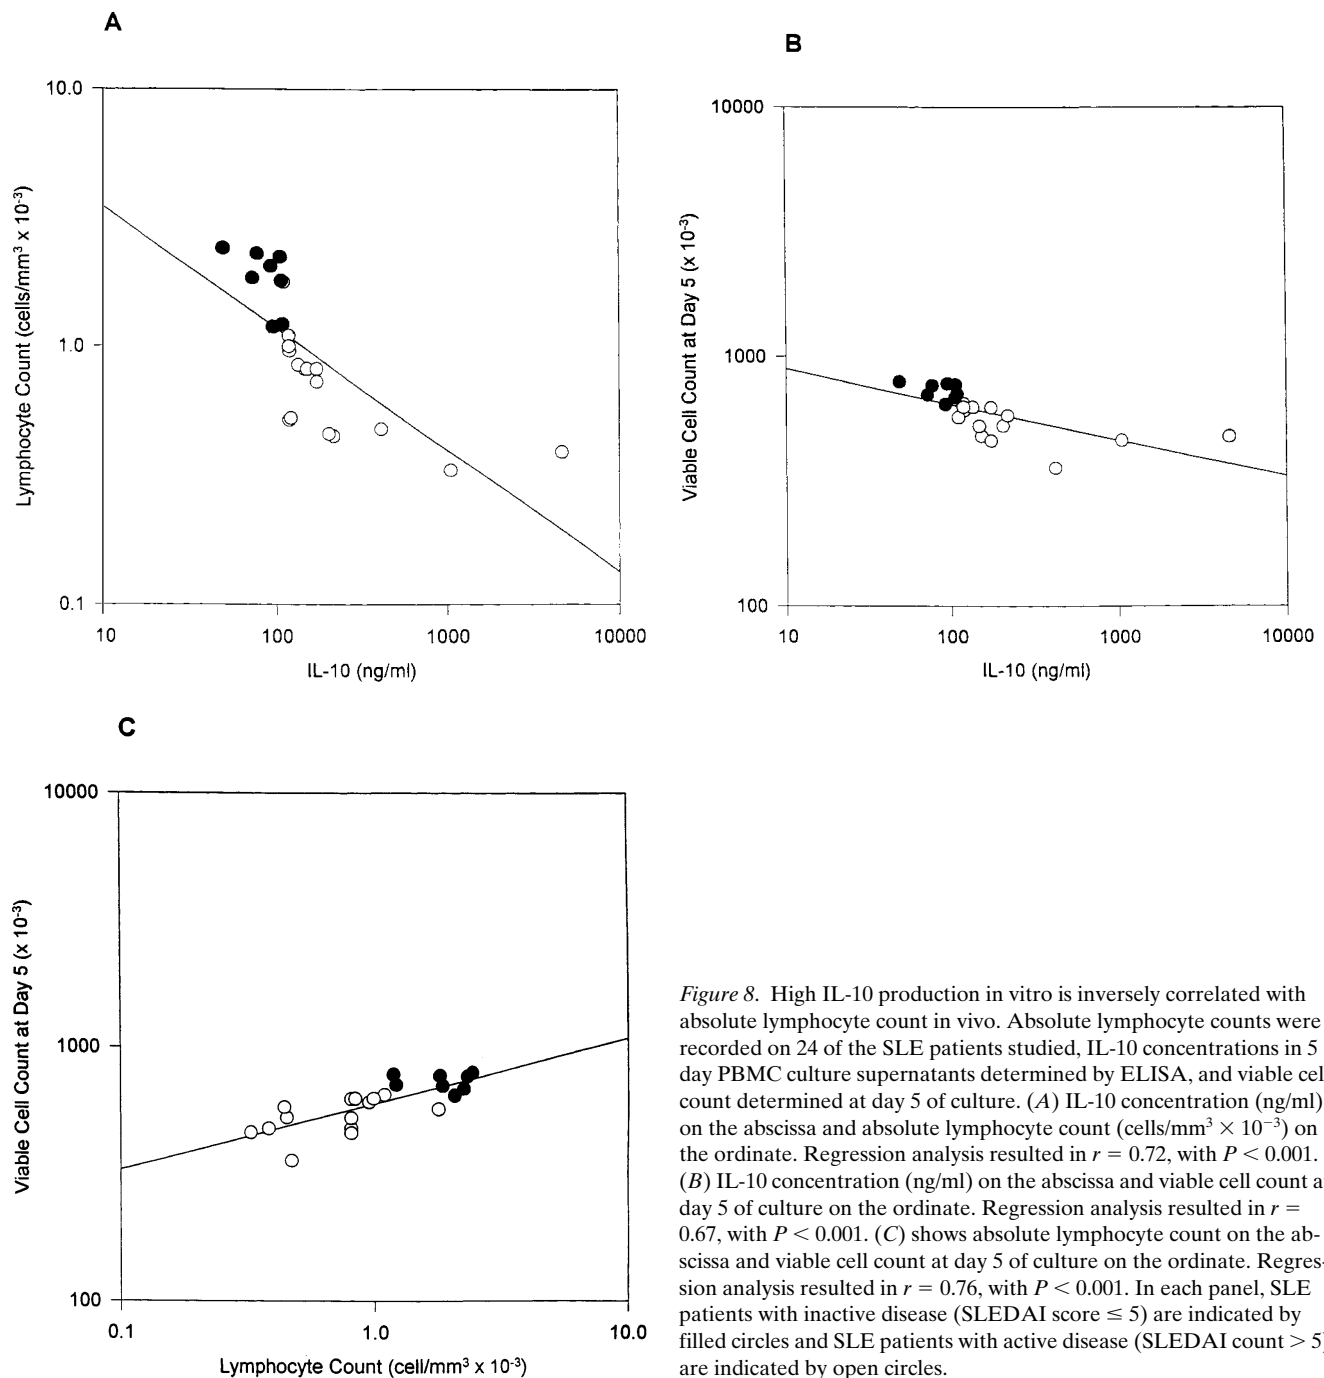 A
10.0
1.0
0.1
10
100
1000
10000
Lymphocyte Count (cells/mm³ x 10⁻³)
IL-10 (ng/ml)
B
10000
1000
100
10
100
1000
10000
Viable Cell Count at Day 5 (x 10⁻³)
IL-10 (ng/ml)
C
10000
1000
100
0.1
1.0
10.0
Viable Cell Count at Day 5 (x 10⁻³)
Lymphocyte Count (cell/mm³ x 10⁻³)
Figure 8. High IL-10 production in vitro is inversely correlated with
absolute lymphocyte count in vivo. Absolute lymphocyte counts were
recorded on 24 of the SLE patients studied, IL-10 concentrations in 5
day PBMC culture supernatants determined by ELISA, and viable cel
count determined at day 5 of culture. (A) IL-10 concentration (ng/ml)
on the abscissa and absolute lymphocyte count (cells/mm³ × 10⁻³) on
the ordinate. Regression analysis resulted in r = 0.72, with P < 0.001.
(B) IL-10 concentration (ng/ml) on the abscissa and viable cell count a
day 5 of culture on the ordinate. Regression analysis resulted in r =
0.67, with P < 0.001. (C) shows absolute lymphocyte count on the ab-
scissa and viable cell count at day 5 of culture on the ordinate. Regres-
sion analysis resulted in r = 0.76, with P < 0.001. In each panel, SLE
patients with inactive disease (SLEDAI score ≤ 5) are indicated by
filled circles and SLE patients with active disease (SLEDAI count > 5)
are indicated by open circles.